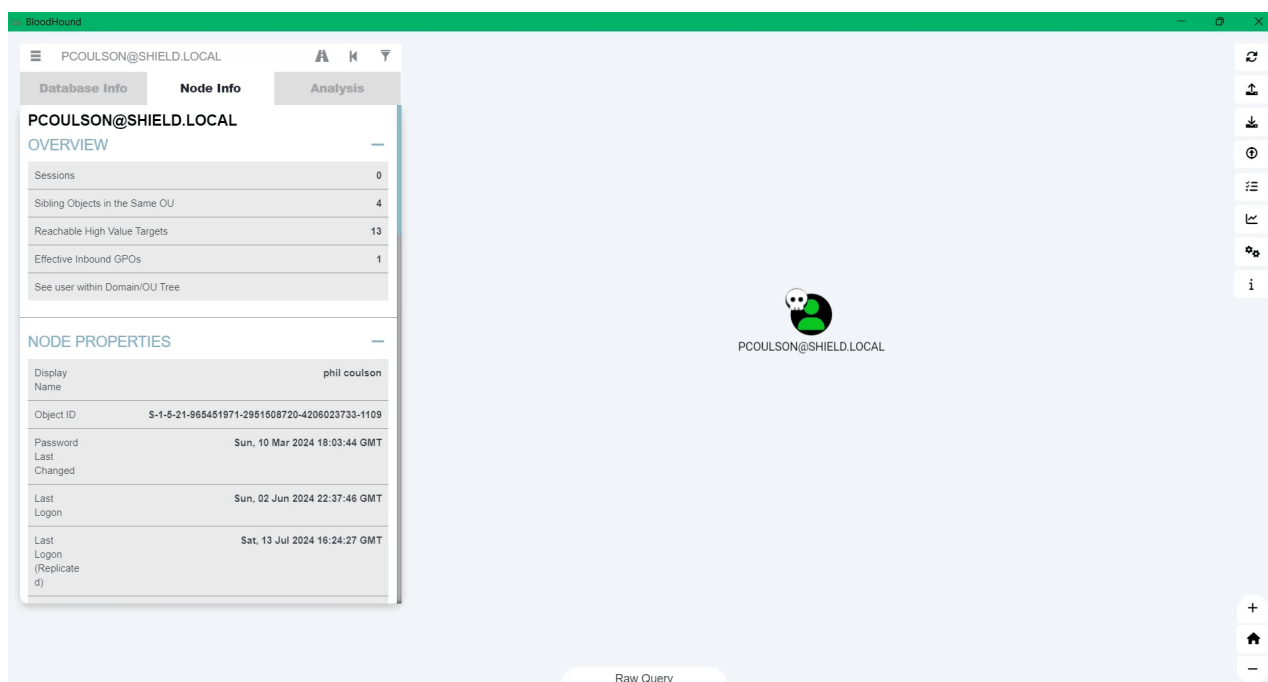 BloodHound
PCOULSON@SHIELD.LOCAL
Database Info Node Info Analysis
PCOULSON@SHIELD.LOCAL
OVERVIEW
Sessions 0
Sibling Objects in the Same OU 4
Reachable High Value Targets 13
Effective Inbound GPOs 1
See user within Domain/OU Tree
NODE PROPERTIES
Display phil coulson
Name
Object ID S-1-5-21-965451971-2951508720-4206023733-1109
Password Sun, 10 Mar 2024 18:03:44 GMT
Last
Changed
Last Sun, 02 Jun 2024 22:37:46 GMT
Logon
Last Sat, 13 Jul 2024 16:24:27 GMT
Logon
(Replicate
d)
PCOULSON@SHIELD.LOCAL
Raw Query